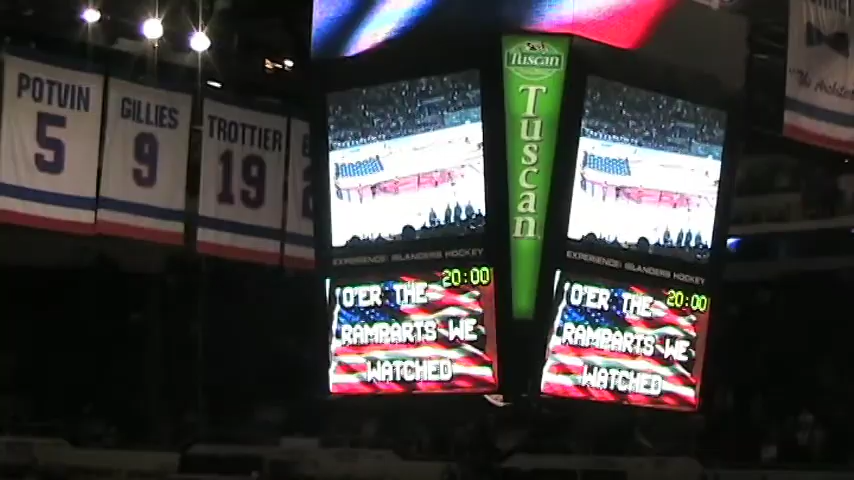 POTVIN
5
GILLIES
9
TROTTIER
19
Tuscan
Tuscan
EXPERIENCE: ISLANDERS HOCKEY
20:00
O'ER THE
RAMPARTS WE
WATCHED
EXPERIENCE: ISLANDERS HOCKEY
20:00
O'ER THE
RAMPARTS WE
WATCHED